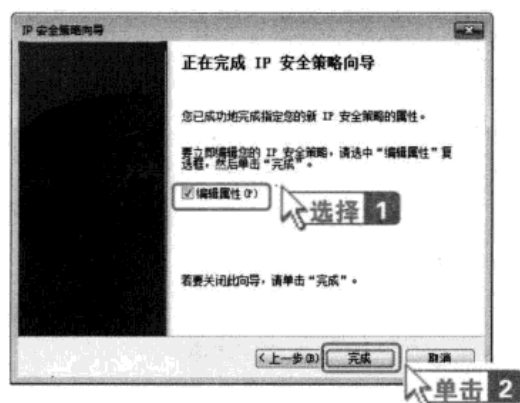 IP 安全策略向导
正在完成 IP 安全策略向导
您已成功地完成指定您的新 IP 安全策略的属性。
要立即编辑您的 IP 安全策略，请选中“编辑属性”复
选框，然后单击“完成”。
编辑属性(P)
选择 1
若要关闭此向导，请单击“完成”。
<上一步(B)
完成
取消
单击 2